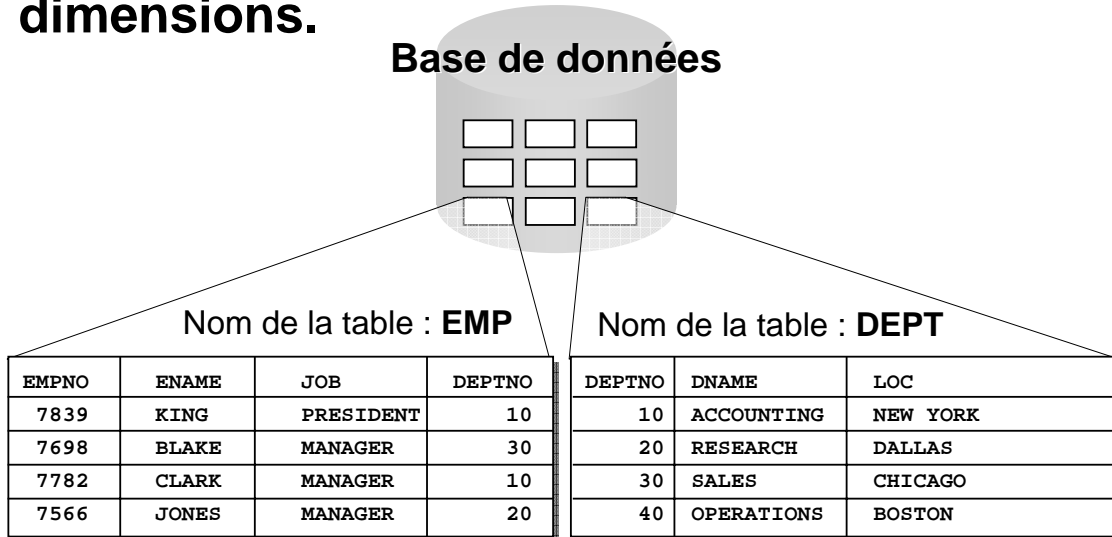 dimensions.
Base de données
Nom de la table : EMP
Nom de la table : DEPT
EMPNO ENAME JOB DEPTNO
7839 KING PRESIDENT 10
7698 BLAKE MANAGER 30
7782 CLARK MANAGER 10
7566 JONES MANAGER 20
DEPTNO DNAME LOC
10 ACCOUNTING NEW YORK
20 RESEARCH DALLAS
30 SALES CHICAGO
40 OPERATIONS BOSTON